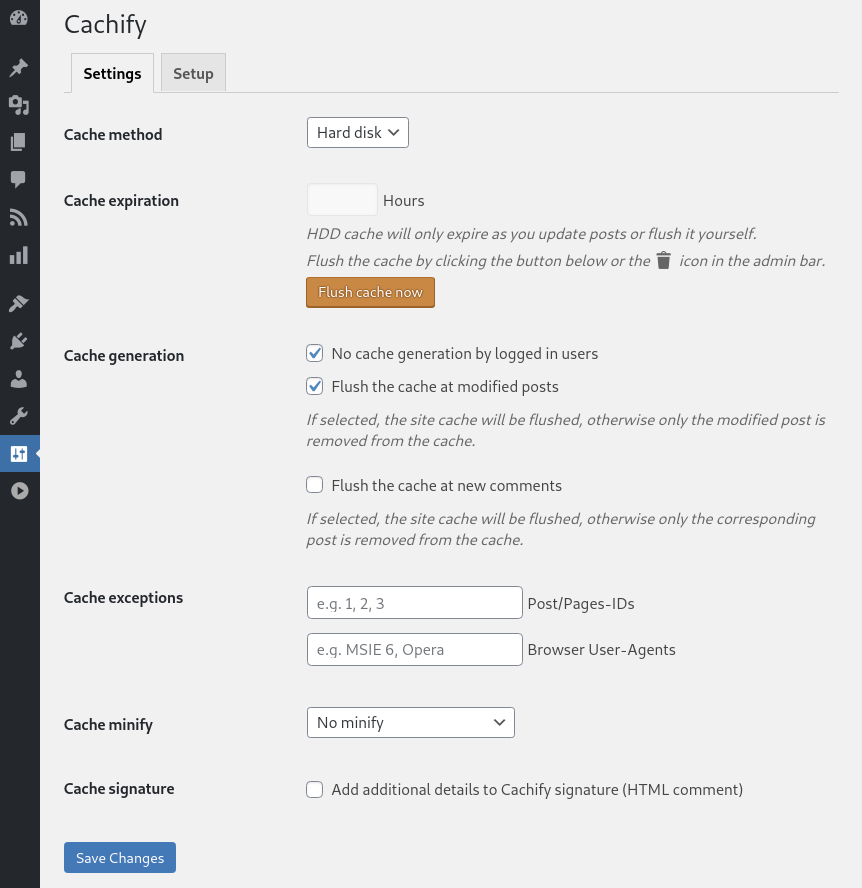 Cachify
Settings
Setup
Cache method
Hard disk
Cache expiration
Hours
HDD cache will only expire as you update posts or flush it yourself.
Flush the cache by clicking the button below or the icon in the admin bar.
Flush cache now
Cache generation
No cache generation by logged in users
Flush the cache at modified posts
If selected, the site cache will be flushed, otherwise only the modified post is
removed from the cache.
Flush the cache at new comments
If selected, the site cache will be flushed, otherwise only the corresponding
post is removed from the cache.
Cache exceptions
e.g. 1, 2, 3
Post/Pages-IDs
e.g. MSIE 6, Opera
Browser User-Agents
Cache minify
No minify
Cache signature
Add additional details to Cachify signature (HTML comment)
Save Changes